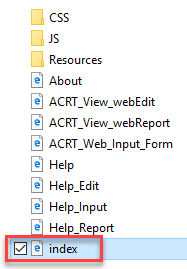 CSS
JS
Resources
About
ACRT_View_webEdit
ACRT_View_webReport
ACRT_Web_Input_Form
Help
Help_Edit
Help_Input
Help_Report
index